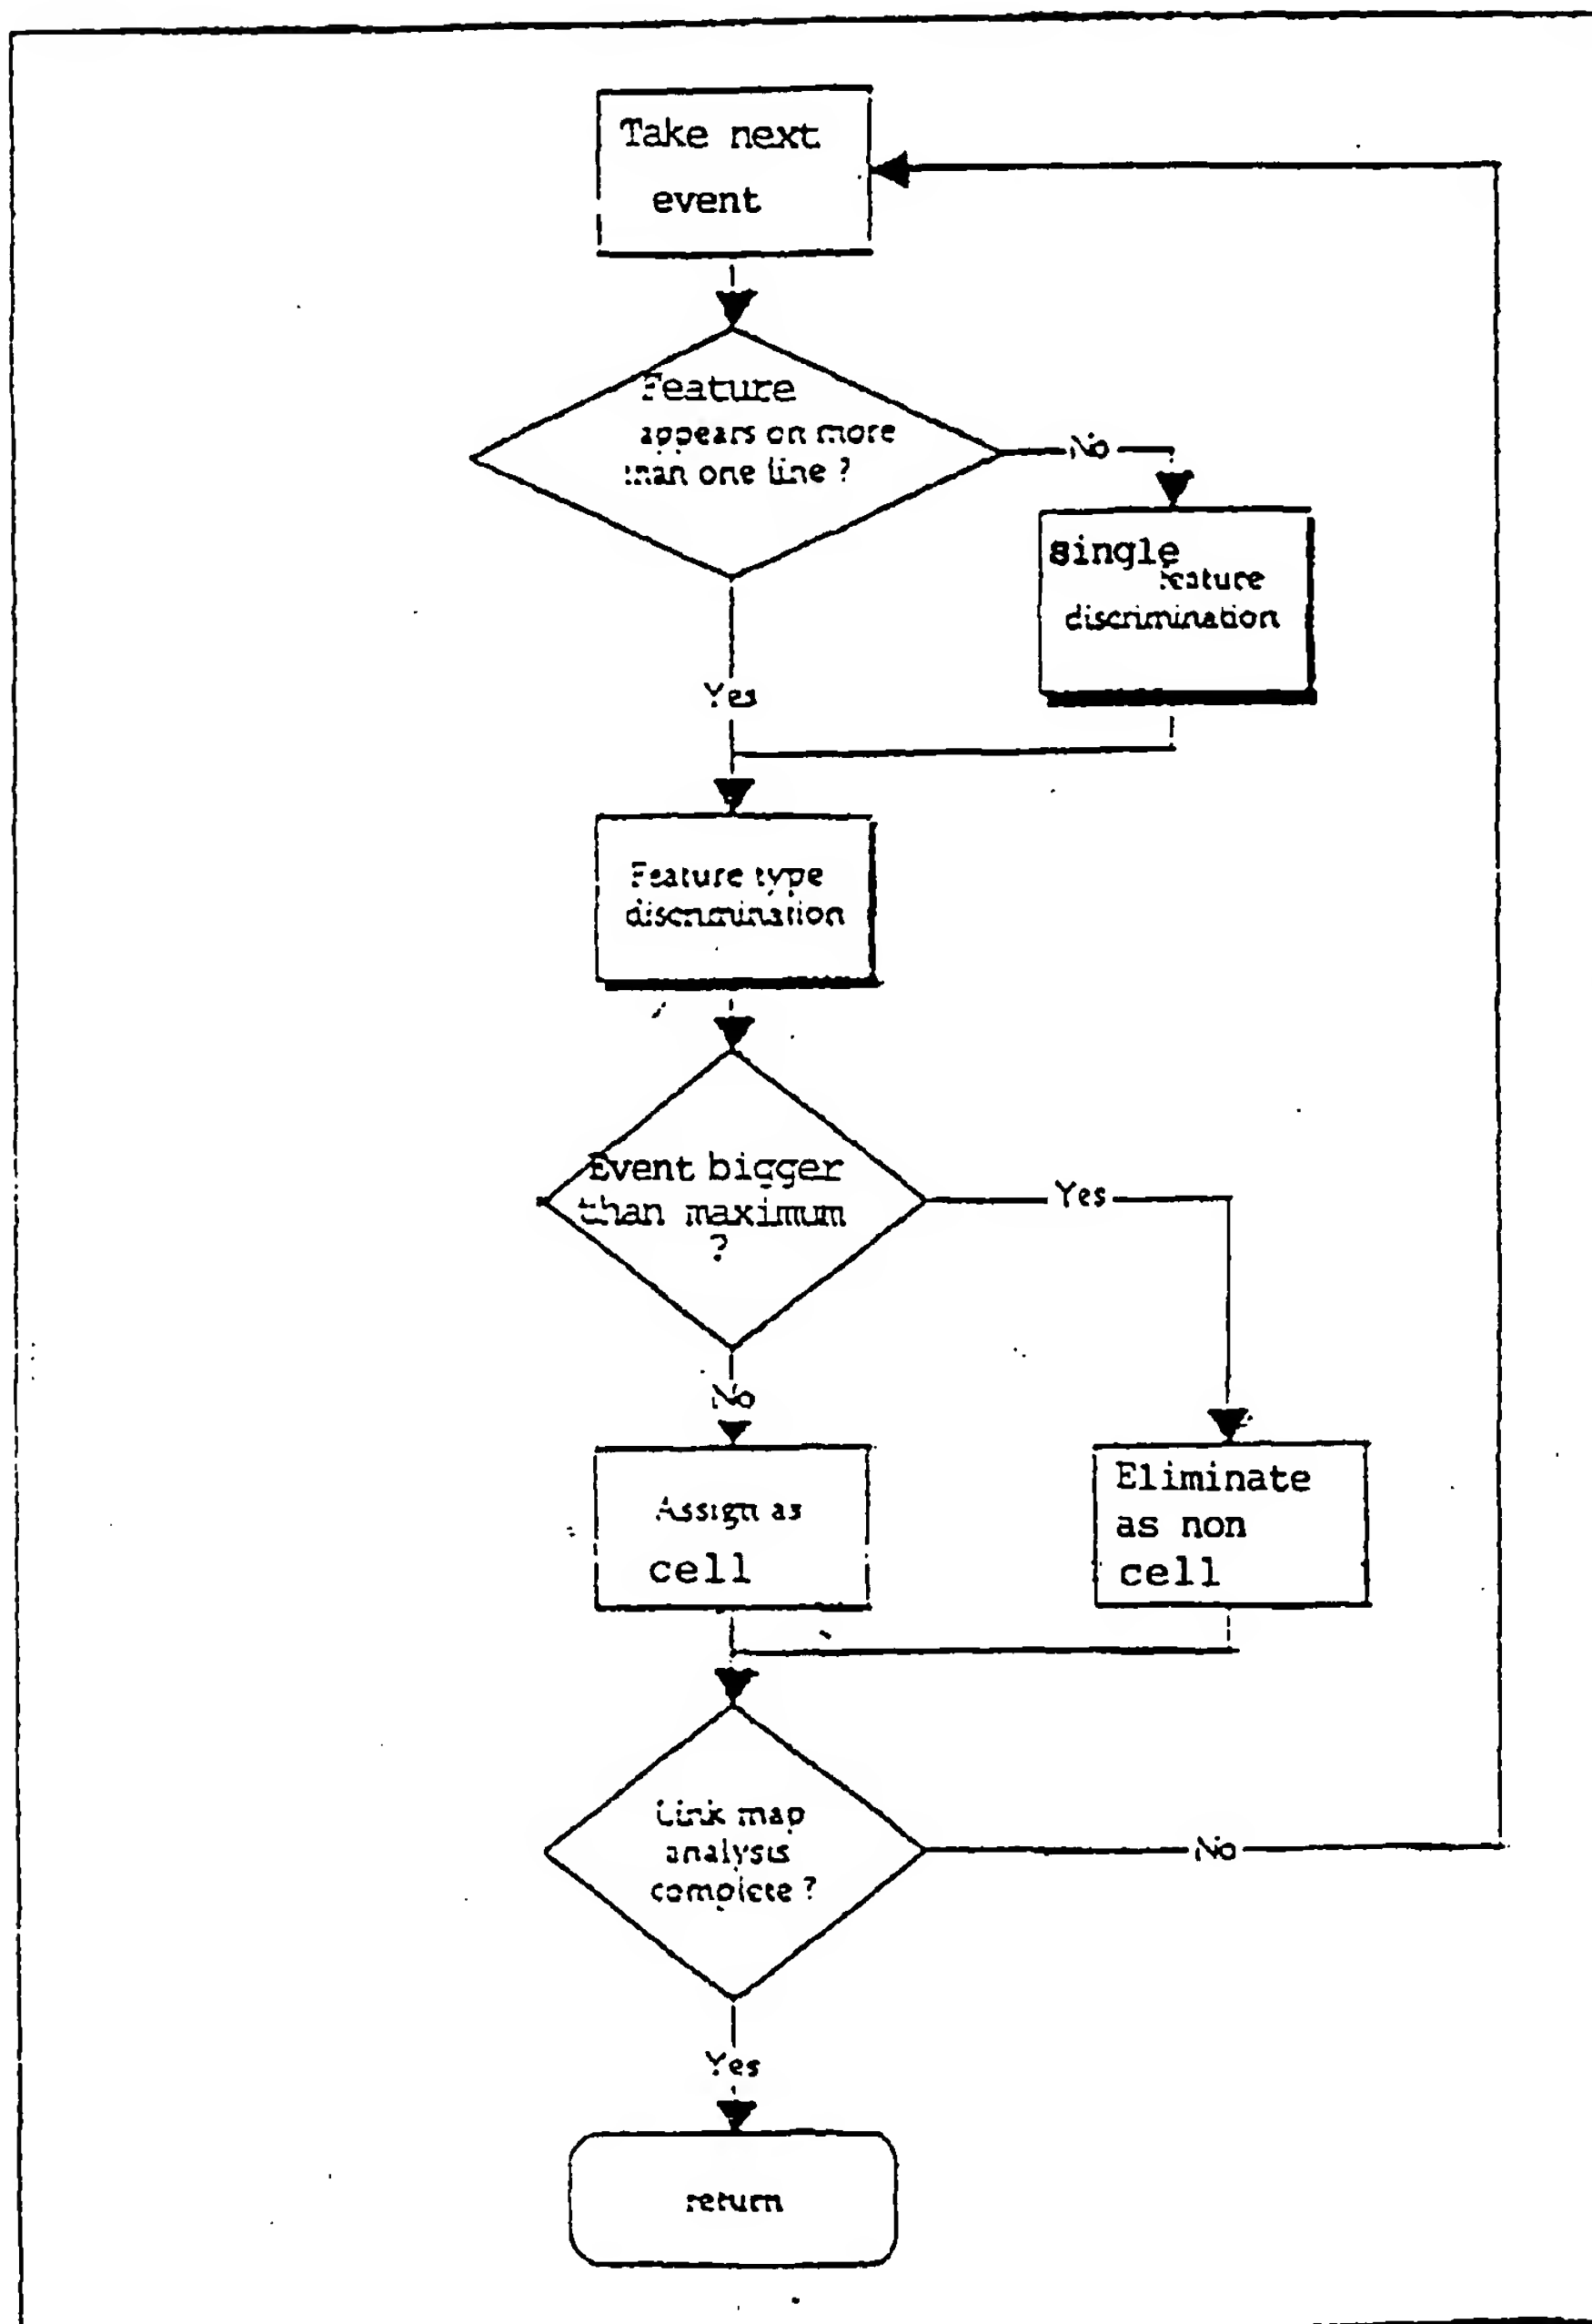 Take next
event
Feature
appears on more
than one line ?
No
single
feature
discrimination
Yes
Feature type
discrimination
Event bigger
than maximum
?
Yes
No
Assign as
cell
Eliminate
as non
cell
Link map
analysis
complete ?
No
Yes
return